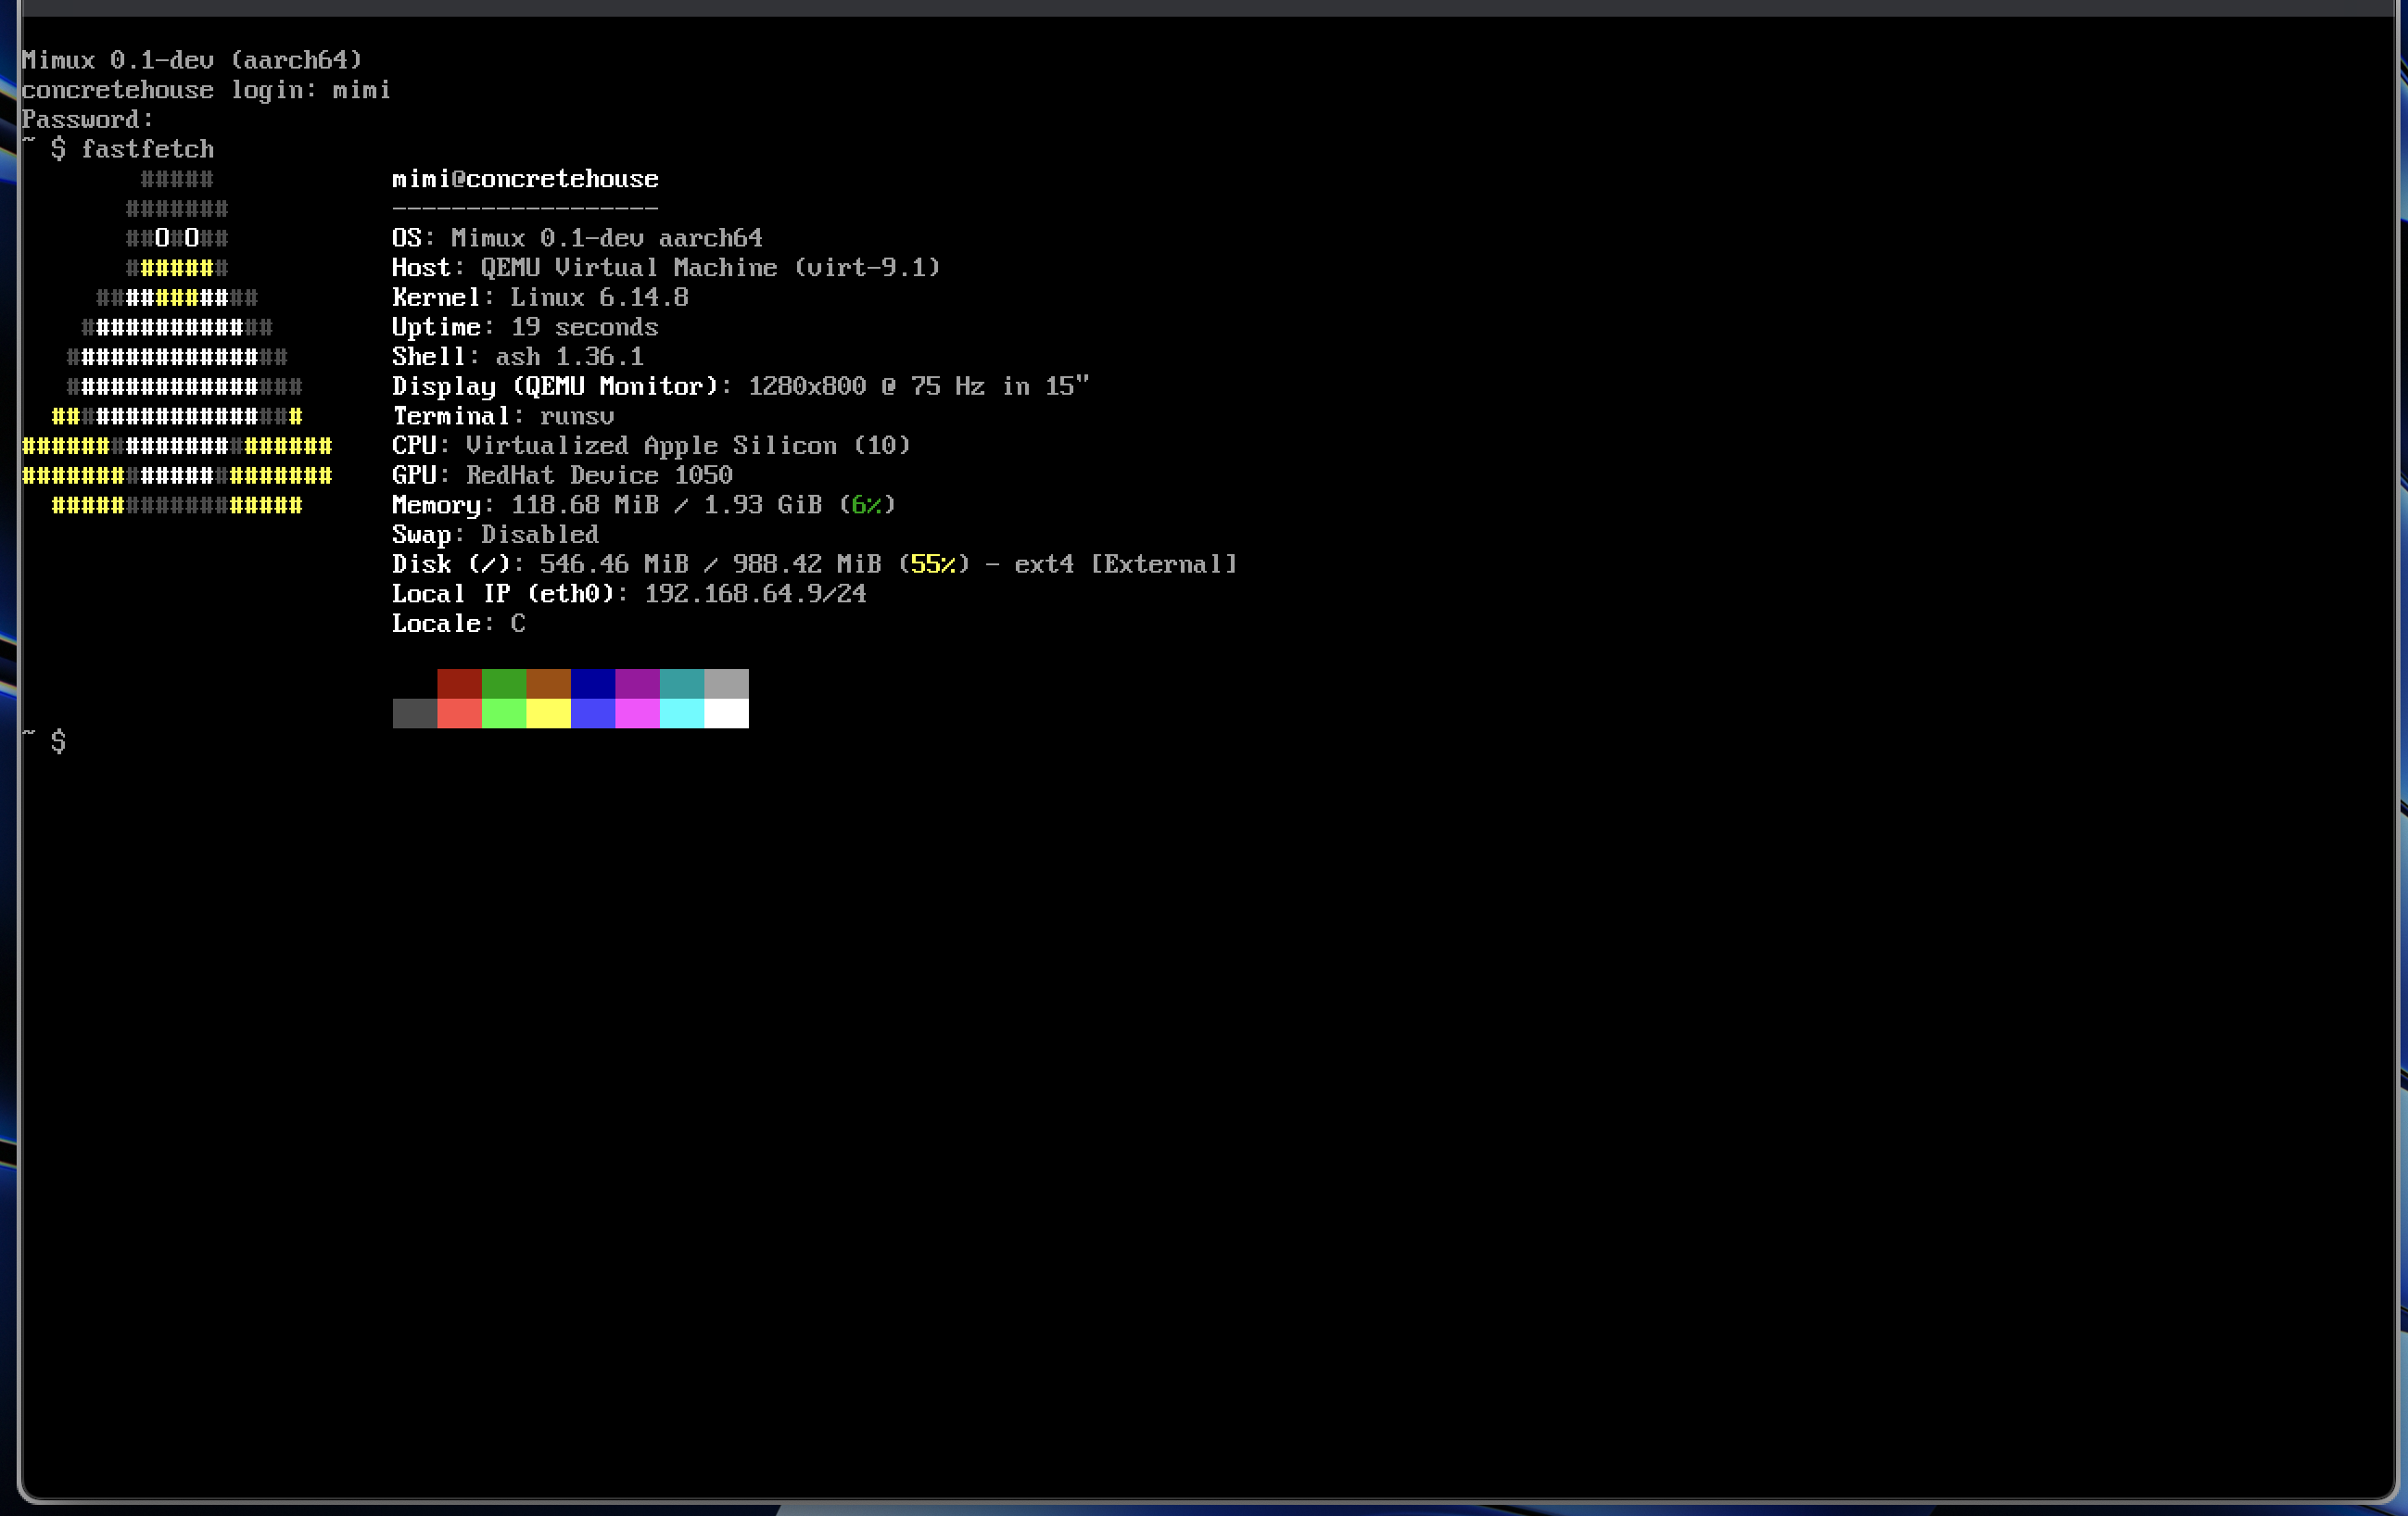 Mimux 0.1-dev (aarch64)
concretehouse login: mimi
Password:
~ $ fastfetch
        #####            mimi@concretehouse
       #######           ------------------
       ##O#O##           OS: Mimux 0.1-dev aarch64
       #######           Host: QEMU Virtual Machine (virt-9.1)
     ###########         Kernel: Linux 6.14.8
    #############        Uptime: 19 seconds
   ###############       Shell: ash 1.36.1
   ################      Display (QEMU Monitor): 1280x800 @ 75 Hz in 15"
  #################      Terminal: runsv
#####################    CPU: Virtualized Apple Silicon (10)
#####################    GPU: RedHat Device 1050
  #################      Memory: 118.68 MiB / 1.93 GiB (6%)
                         Swap: Disabled
                         Disk (/): 546.46 MiB / 988.42 MiB (55%) - ext4 [External]
                         Local IP (eth0): 192.168.64.9/24
                         Locale: C
~ $